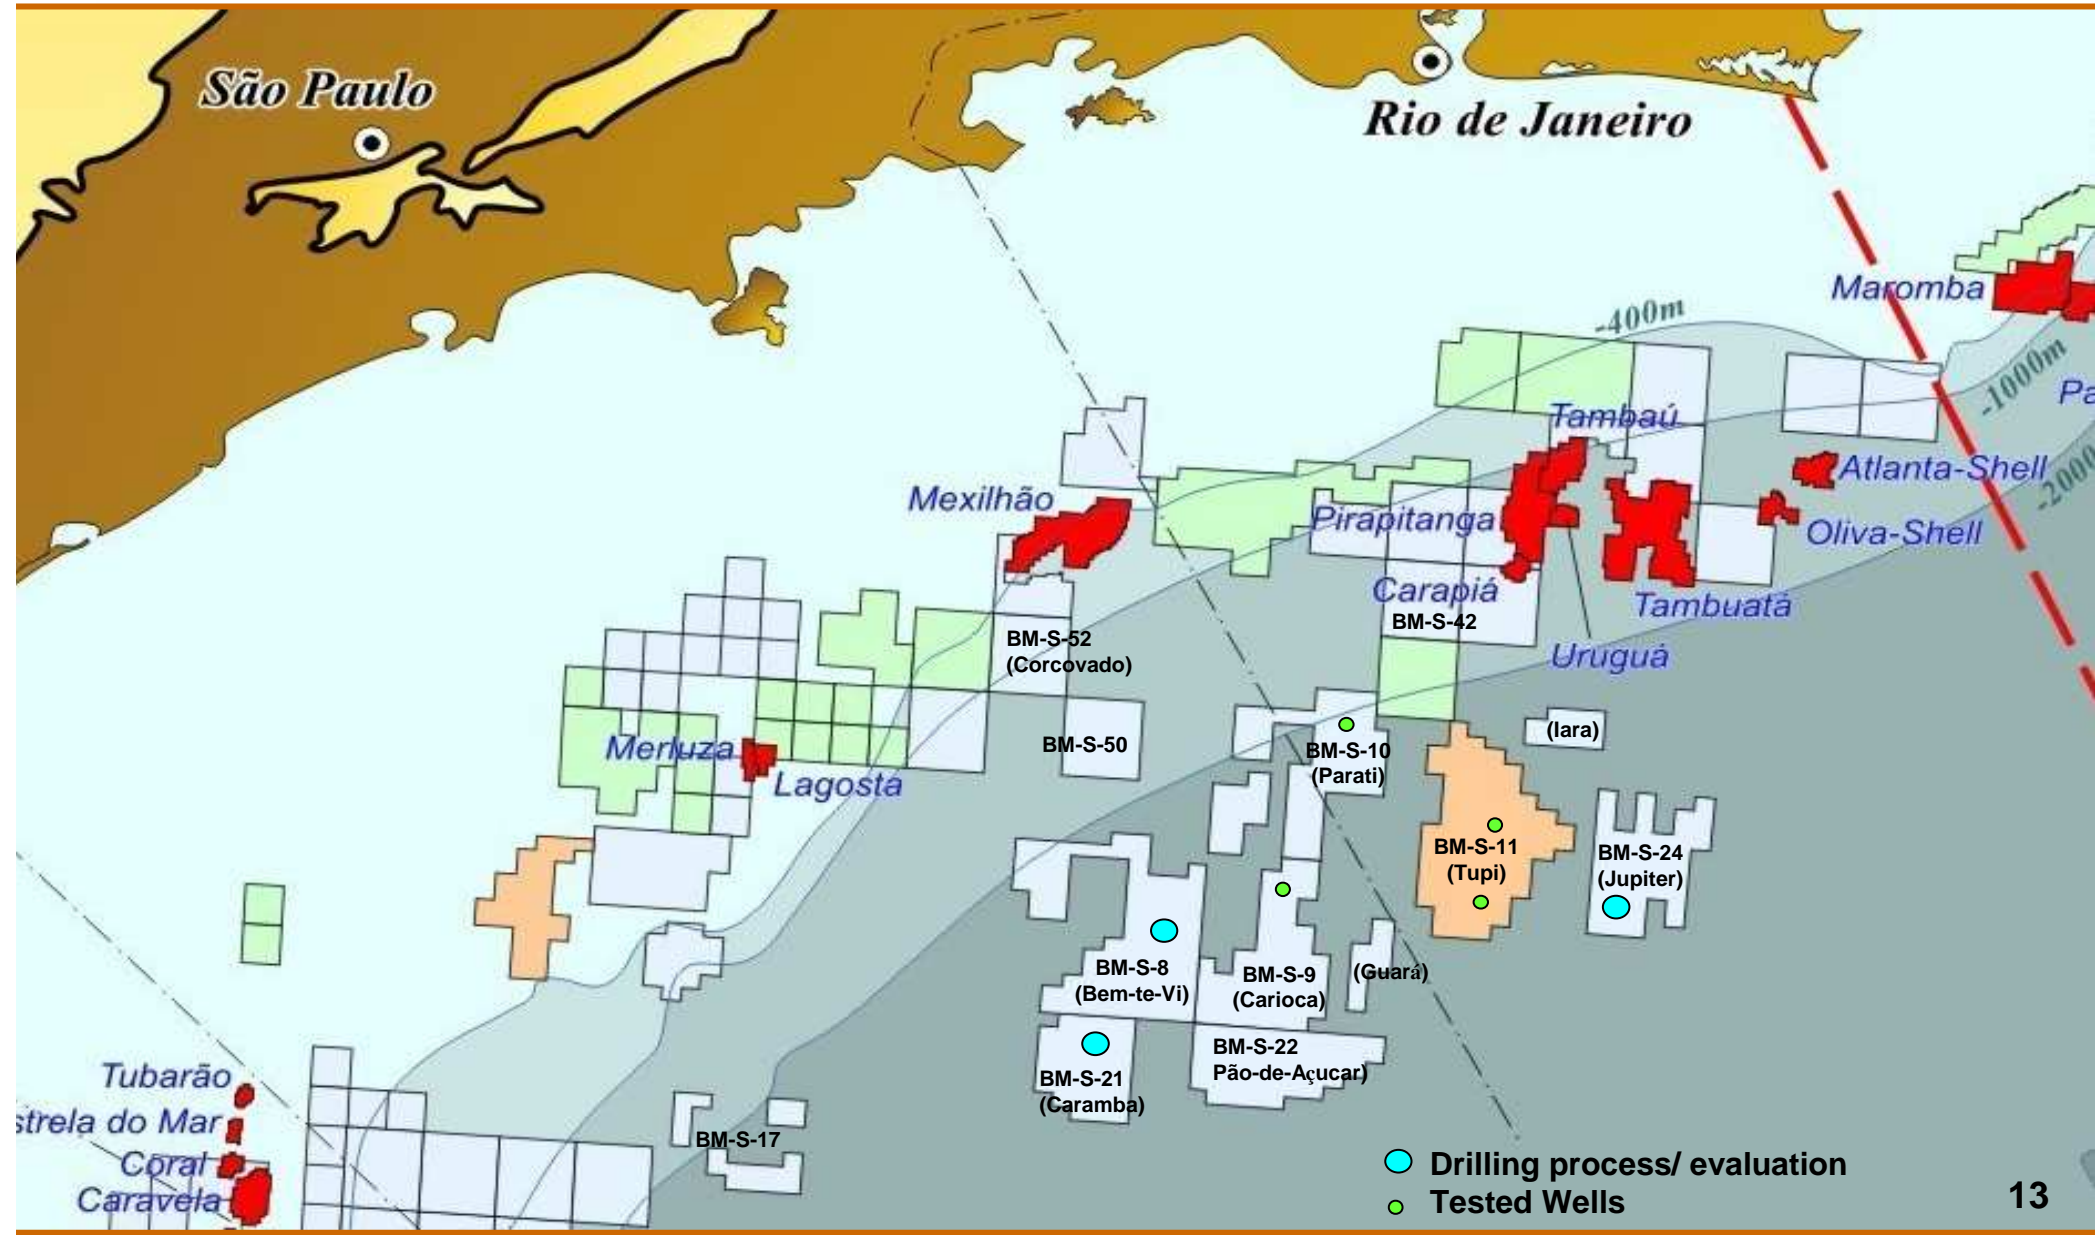 São Paulo
Rio de Janeiro
Maromba
-400m
-1000m
Pa
Tambaú
Atlanta-Shell
-2000
Mexilhão
Pirapitanga
Oliva-Shell
Carapiá
Tambuatá
BM-S-42
BM-S-52
(Corcovado)
Uruguá
(Iara)
BM-S-50
BM-S-10
(Parati)
Merluza
Lagosta
BM-S-11
(Tupi)
BM-S-24
(Jupiter)
BM-S-8
(Bem-te-Vi)
BM-S-9
(Carioca)
(Guará)
BM-S-22
Pão-de-Açucar)
BM-S-21
(Caramba)
Tubarão
strela do Mar
BM-S-17
Coral
Caravela
Drilling process/ evaluation
Tested Wells
13